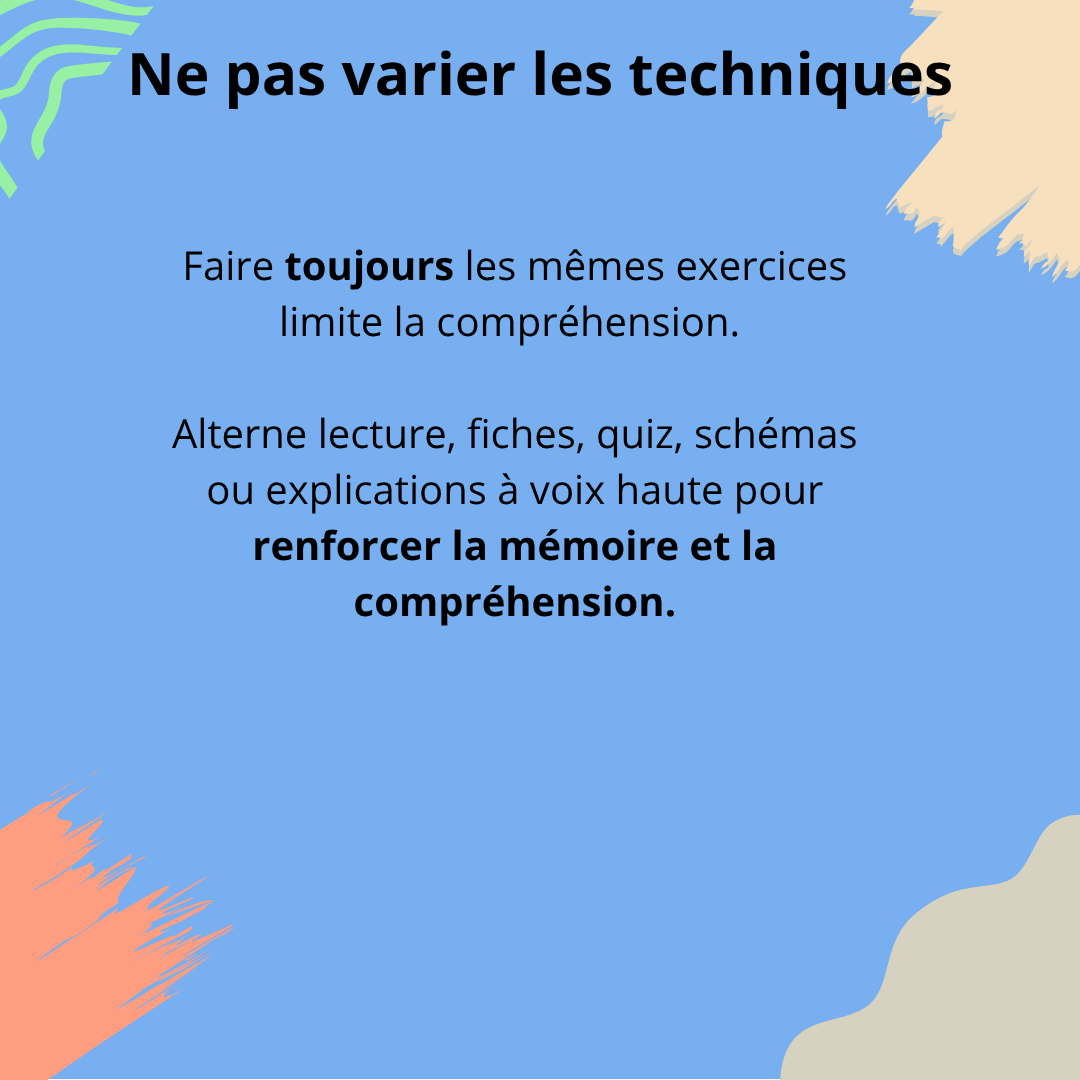 Ne pas varier les techniques
Faire toujours les mêmes exercices
limite la compréhension.
Alterne lecture, fiches, quiz, schémas
ou explications à voix haute pour
renforcer la mémoire et la
compréhension.